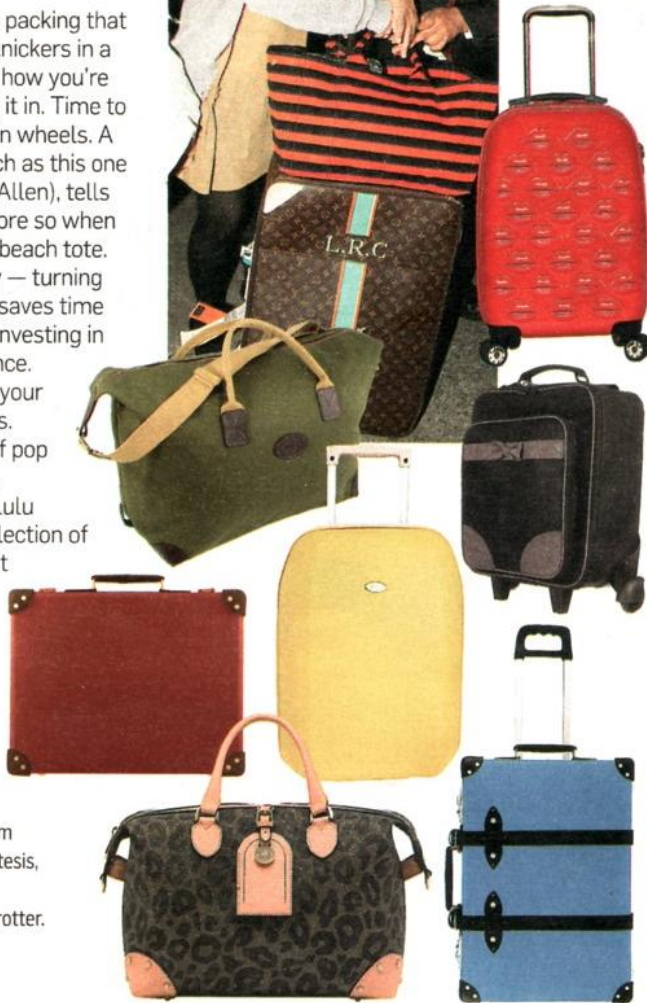 packing that
nickers in a
how you're
it in. Time to
n wheels. A
ch as this one
Allen), tells
ore so when
beach tote.
— turning
saves time
nvesting in
nce.
your
s.
f pop
ulu
lection of
t
m
tesis,
rotter.
L.R.C